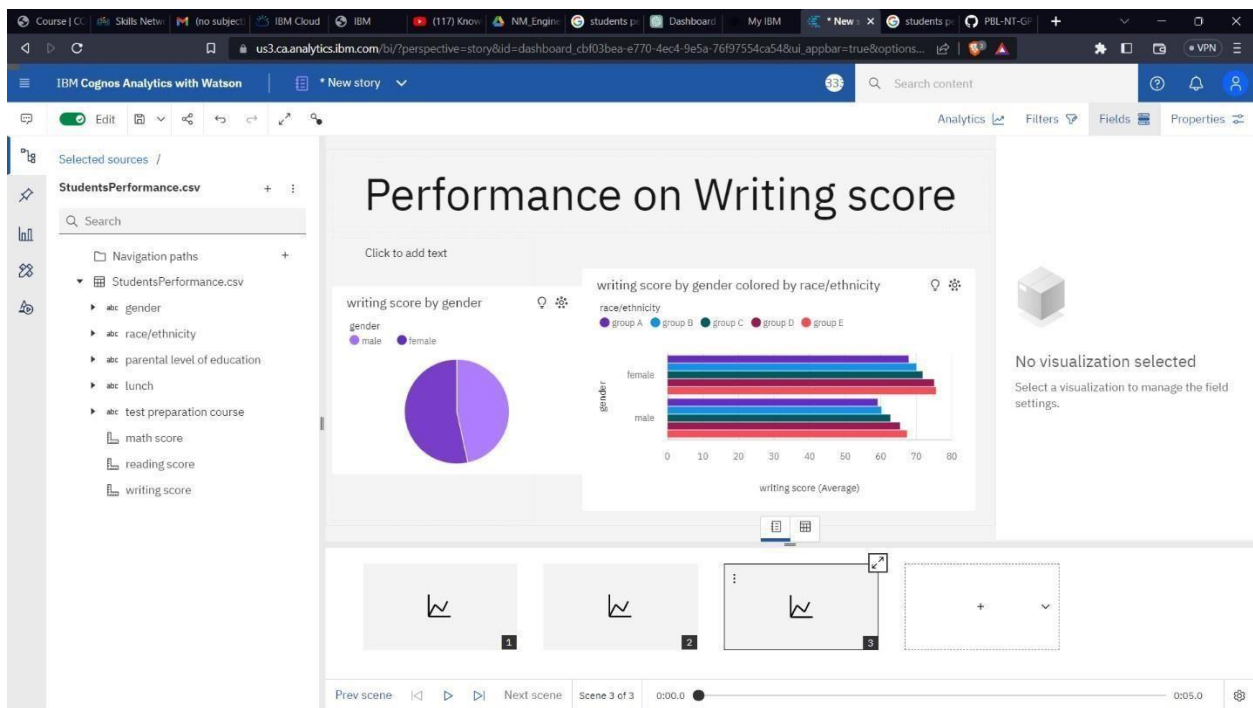 Course | CC
Skills Netwo
(no subject)
IBM Cloud
IBM
(117) Know
NM_Engine
students pe
Dashboard
My IBM
* New s
students pe
PBL-NT-GP
us3.ca.analytics.ibm.com/bi/?perspective=story&id=dashboard_cbf03bea-e770-4ec4-9e5a-76f97554ca54&ui_appbar=true&options...
VPN
IBM Cognos Analytics with Watson
* New story
Search content
Edit
Analytics
Filters
Fields
Properties
Selected sources /
StudentsPerformance.csv
Search
Navigation paths
StudentsPerformance.csv
abc gender
abc race/ethnicity
abc parental level of education
abc lunch
abc test preparation course
math score
reading score
writing score
Performance on Writing score
Click to add text
writing score by gender
gender
male female
writing score by gender colored by race/ethnicity
race/ethnicity
group A group B group C group D group E
gender
female
male
0 10 20 30 40 50 60 70 80
writing score (Average)
No visualization selected
Select a visualization to manage the field
settings.
1
2
3
Prev scene
Next scene
Scene 3 of 3
0:00.0
0:05.0